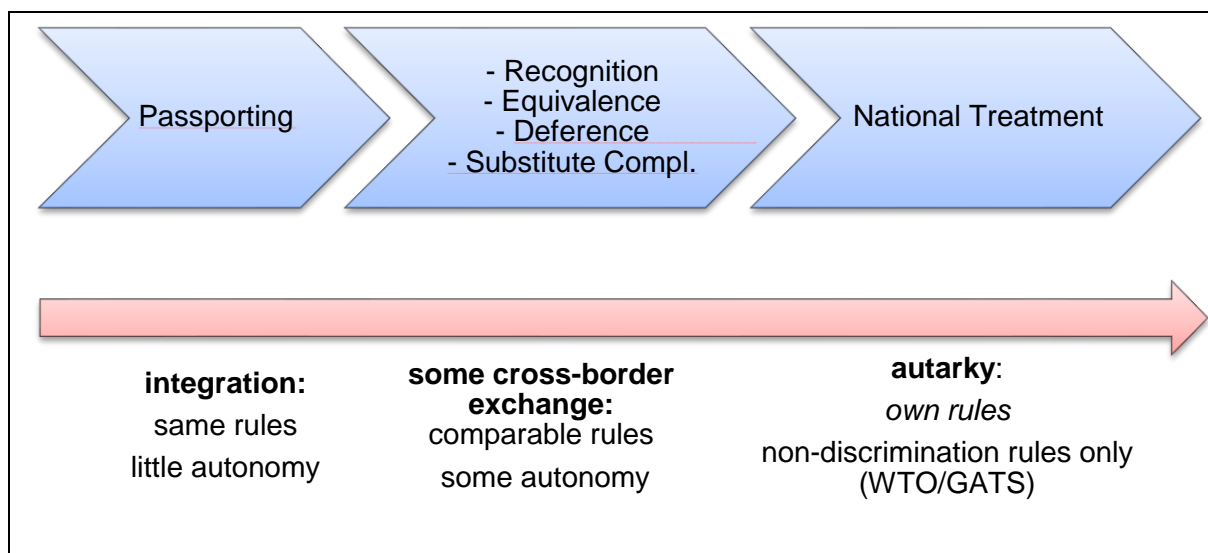 Passporting
- Recognition
- Equivalence
- Deference
- Substitute Compl.
National Treatment
integration:
same rules
little autonomy
some cross-border
exchange:
comparable rules
some autonomy
autarky:
own rules
non-discrimination rules only
(WTO/GATS)